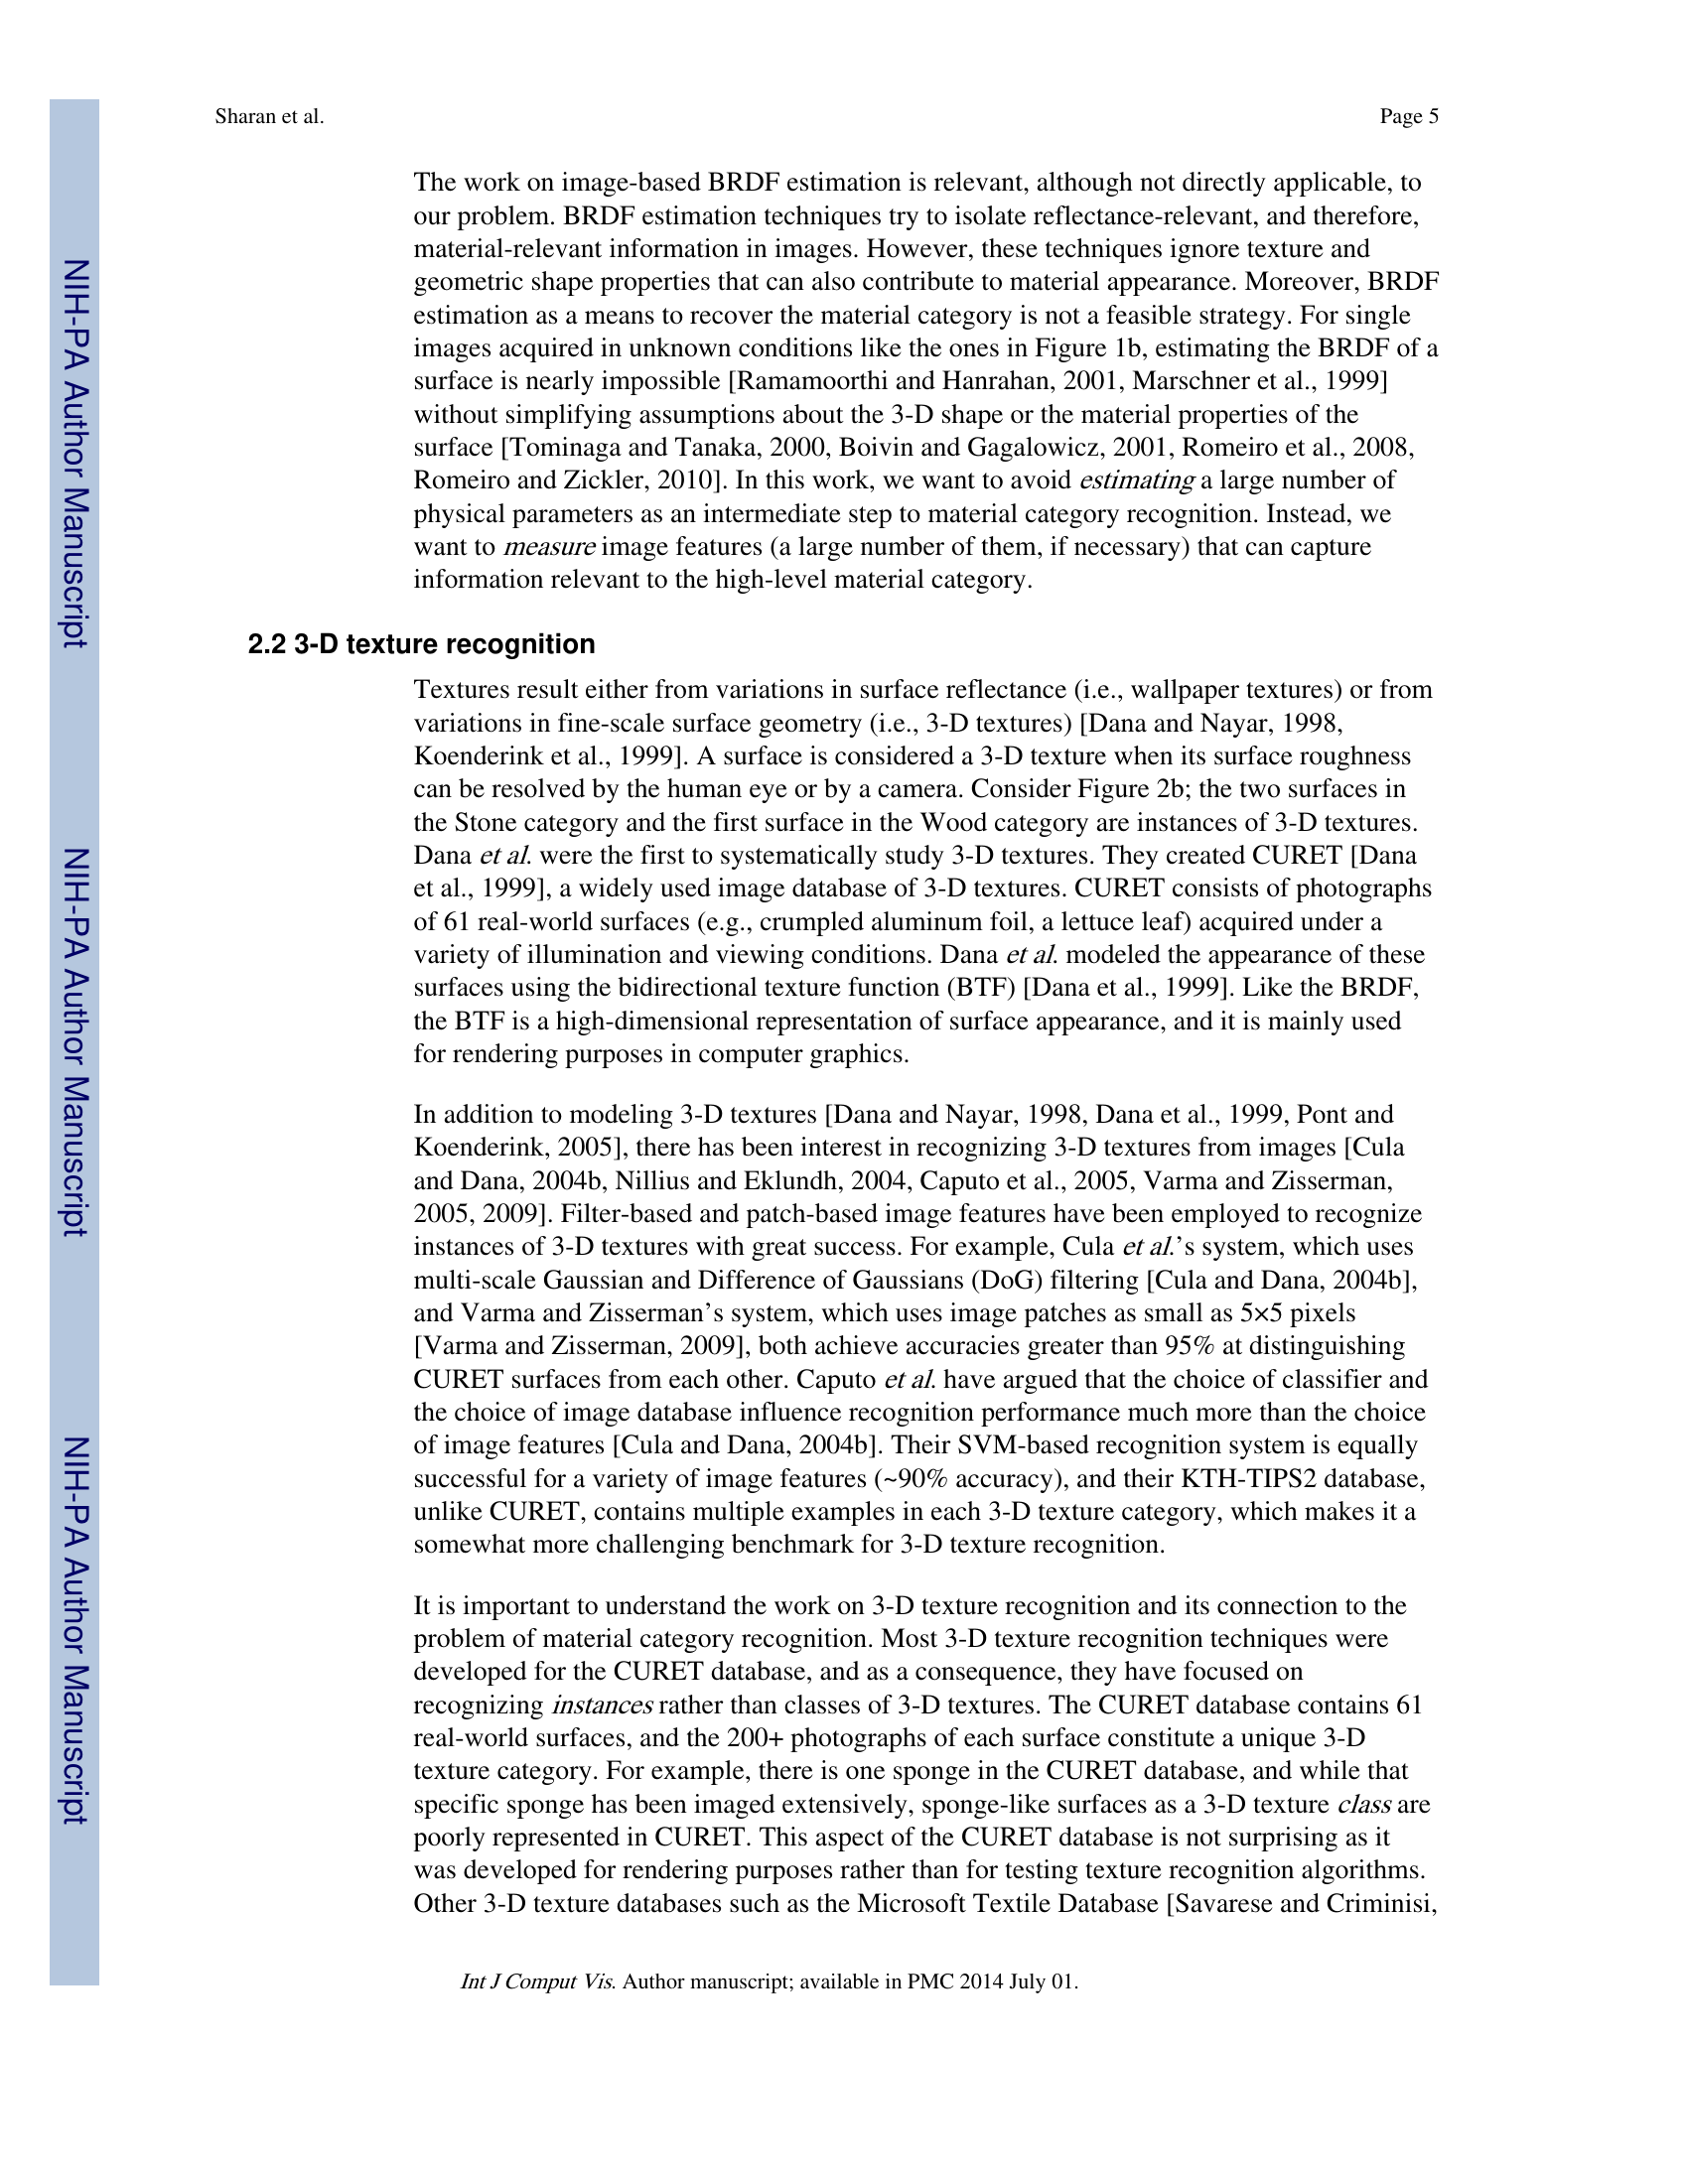 Sharan et al.
Page 5
The work on image-based BRDF estimation is relevant, although not directly applicable, to
our problem. BRDF estimation techniques try to isolate reflectance-relevant, and therefore,
material-relevant information in images. However, these techniques ignore texture and
geometric shape properties that can also contribute to material appearance. Moreover, BRDF
estimation as a means to recover the material category is not a feasible strategy. For single
images acquired in unknown conditions like the ones in Figure 1b, estimating the BRDF of a
surface is nearly impossible [Ramamoorthi and Hanrahan, 2001, Marschner et al., 1999]
without simplifying assumptions about the 3-D shape or the material properties of the
surface [Tominaga and Tanaka, 2000, Boivin and Gagalowicz, 2001, Romeiro et al., 2008,
Romeiro and Zickler, 2010]. In this work, we want to avoid estimating a large number of
physical parameters as an intermediate step to material category recognition. Instead, we
want to measure image features (a large number of them, if necessary) that can capture
information relevant to the high-level material category.
2.2 3-D texture recognition
Textures result either from variations in surface reflectance (i.e., wallpaper textures) or from
variations in fine-scale surface geometry (i.e., 3-D textures) [Dana and Nayar, 1998,
Koenderink et al., 1999]. A surface is considered a 3-D texture when its surface roughness
can be resolved by the human eye or by a camera. Consider Figure 2b; the two surfaces in
the Stone category and the first surface in the Wood category are instances of 3-D textures.
Dana et al. were the first to systematically study 3-D textures. They created CURET [Dana
et al., 1999], a widely used image database of 3-D textures. CURET consists of photographs
of 61 real-world surfaces (e.g., crumpled aluminum foil, a lettuce leaf) acquired under a
variety of illumination and viewing conditions. Dana et al. modeled the appearance of these
surfaces using the bidirectional texture function (BTF) [Dana et al., 1999]. Like the BRDF,
the BTF is a high-dimensional representation of surface appearance, and it is mainly used
for rendering purposes in computer graphics.
In addition to modeling 3-D textures [Dana and Nayar, 1998, Dana et al., 1999, Pont and
Koenderink, 2005], there has been interest in recognizing 3-D textures from images [Cula
and Dana, 2004b, Nillius and Eklundh, 2004, Caputo et al., 2005, Varma and Zisserman,
2005, 2009]. Filter-based and patch-based image features have been employed to recognize
instances of 3-D textures with great success. For example, Cula et al.’s system, which uses
multi-scale Gaussian and Difference of Gaussians (DoG) filtering [Cula and Dana, 2004b],
and Varma and Zisserman’s system, which uses image patches as small as 5×5 pixels
[Varma and Zisserman, 2009], both achieve accuracies greater than 95% at distinguishing
CURET surfaces from each other. Caputo et al. have argued that the choice of classifier and
the choice of image database influence recognition performance much more than the choice
of image features [Cula and Dana, 2004b]. Their SVM-based recognition system is equally
successful for a variety of image features (~90% accuracy), and their KTH-TIPS2 database,
unlike CURET, contains multiple examples in each 3-D texture category, which makes it a
somewhat more challenging benchmark for 3-D texture recognition.
It is important to understand the work on 3-D texture recognition and its connection to the
problem of material category recognition. Most 3-D texture recognition techniques were
developed for the CURET database, and as a consequence, they have focused on
recognizing instances rather than classes of 3-D textures. The CURET database contains 61
real-world surfaces, and the 200+ photographs of each surface constitute a unique 3-D
texture category. For example, there is one sponge in the CURET database, and while that
specific sponge has been imaged extensively, sponge-like surfaces as a 3-D texture class are
poorly represented in CURET. This aspect of the CURET database is not surprising as it
was developed for rendering purposes rather than for testing texture recognition algorithms.
Other 3-D texture databases such as the Microsoft Textile Database [Savarese and Criminisi,
Int J Comput Vis. Author manuscript; available in PMC 2014 July 01.
NIH-PA Author Manuscript
NIH-PA Author Manuscript
NIH-PA Author Manuscript